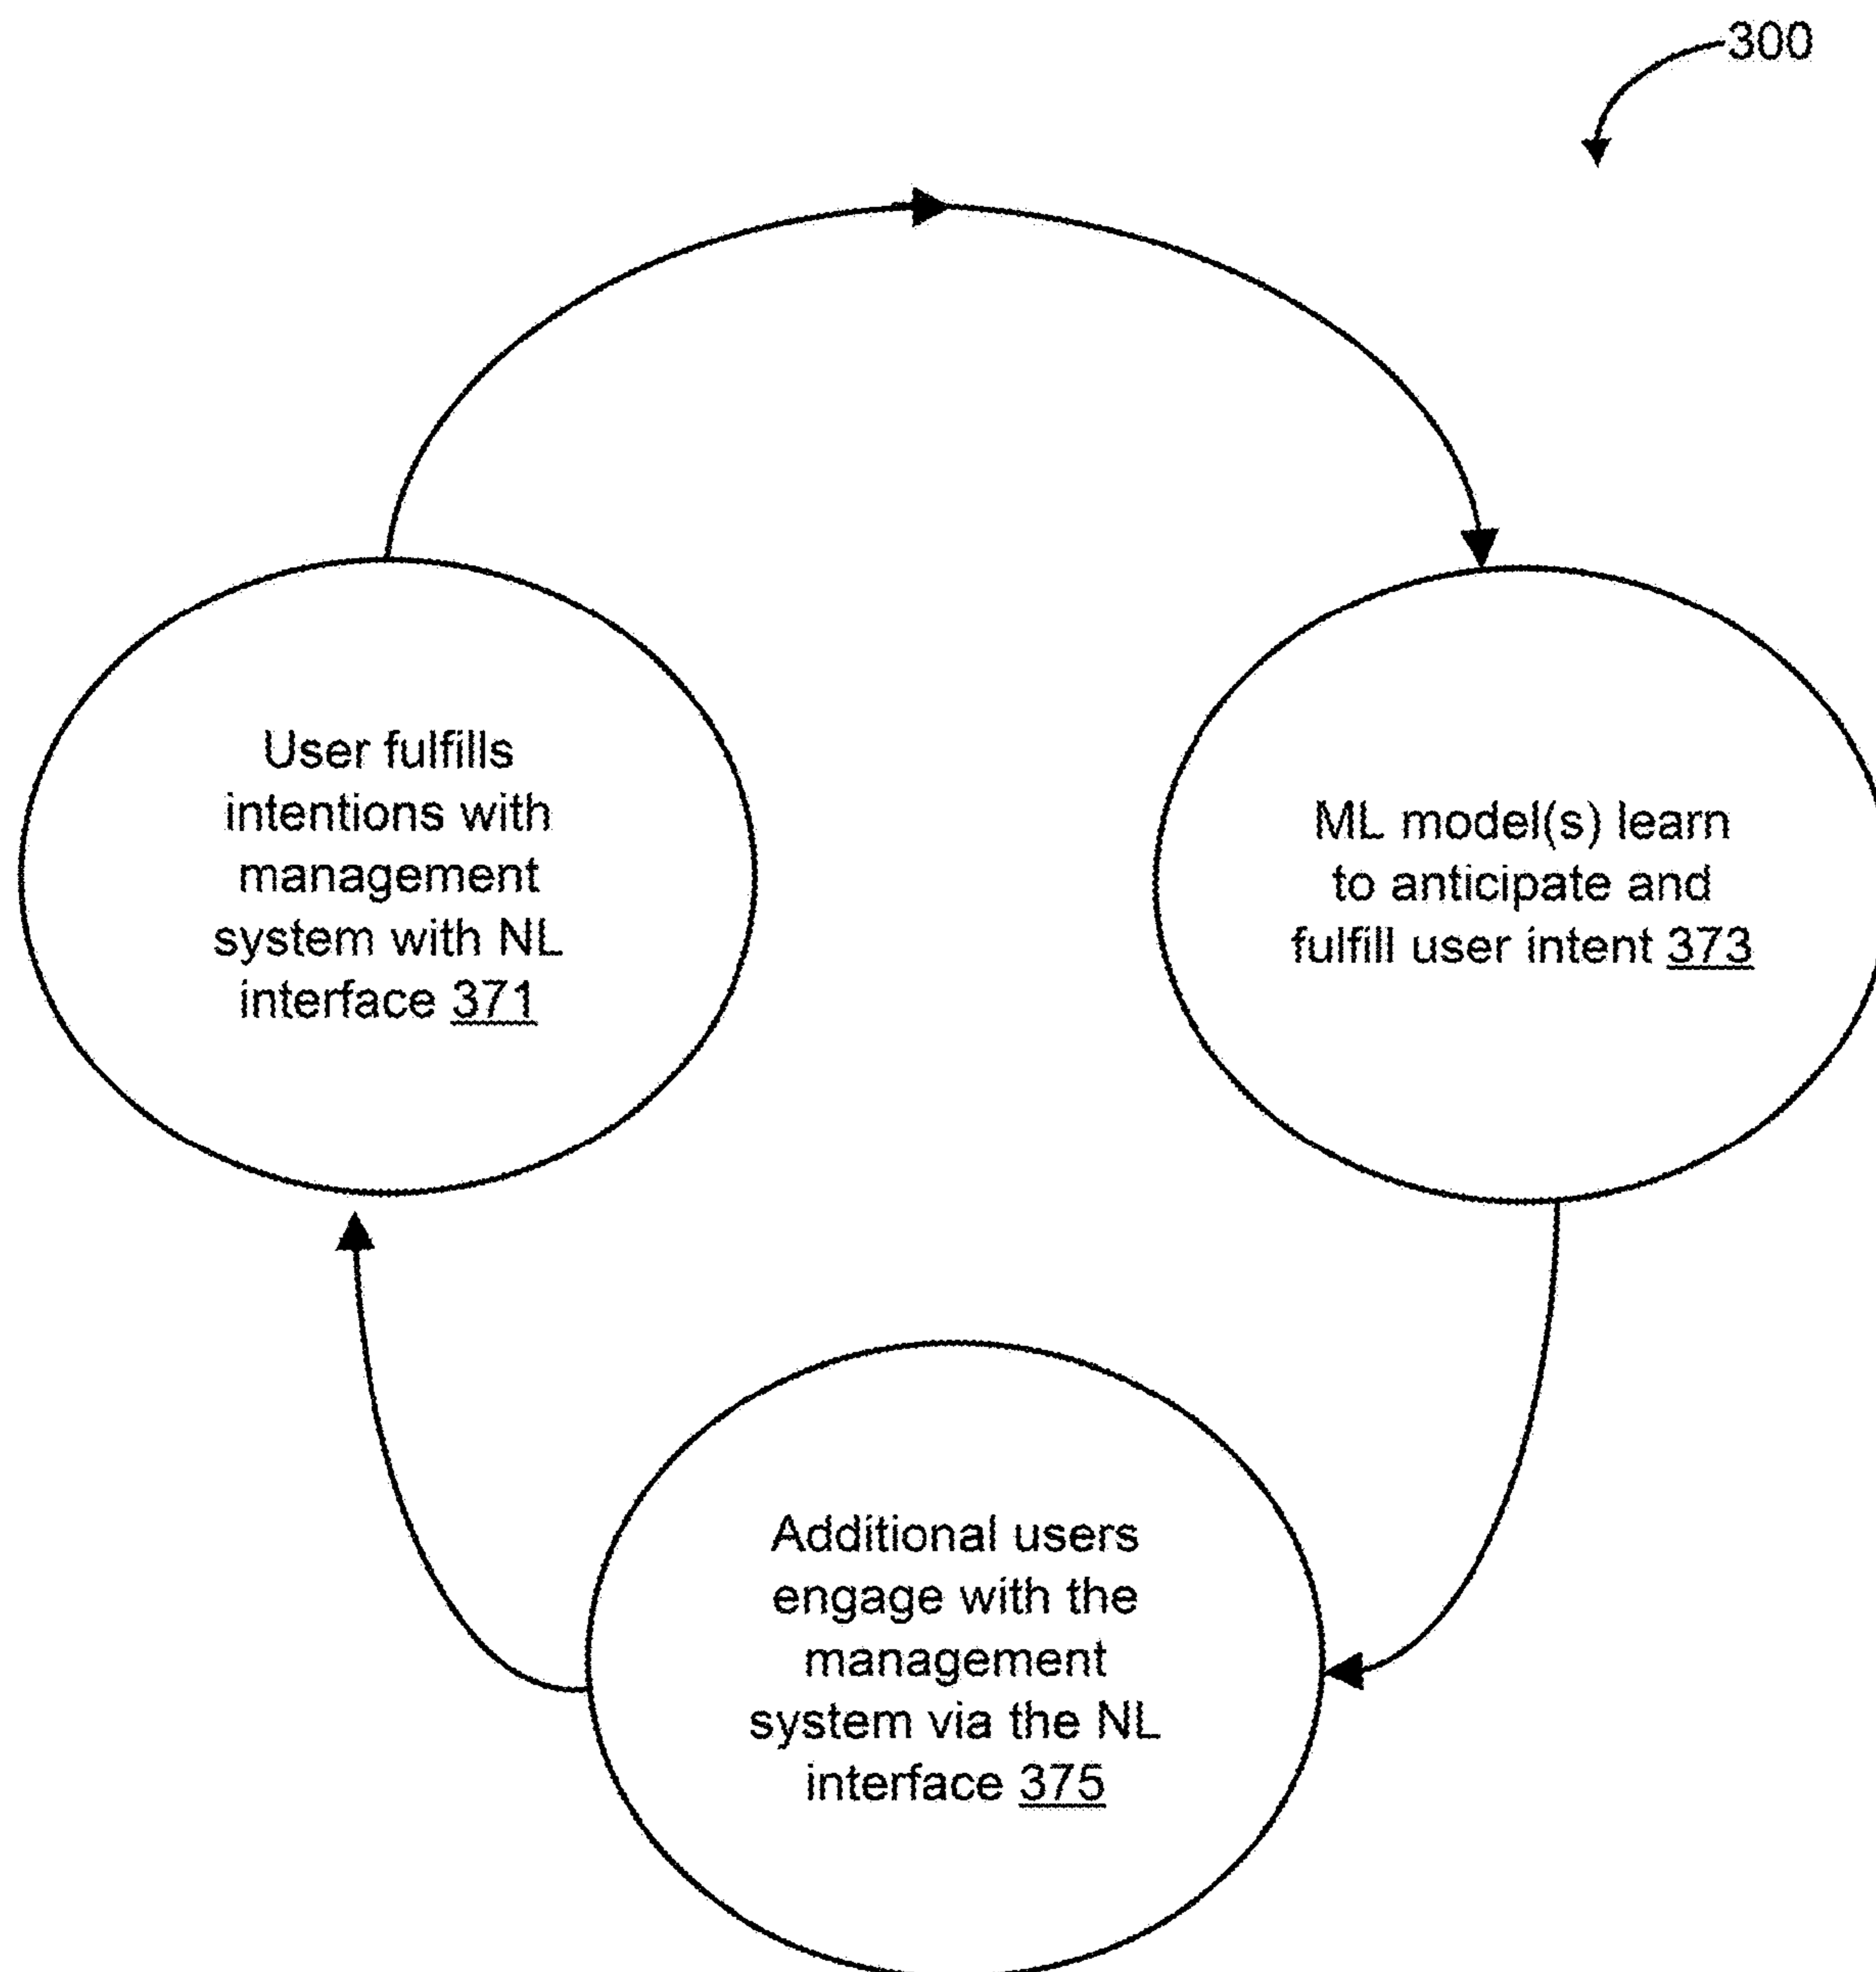 300
User fulfills
intentions with
management
system with NL
interface 371
ML model(s) learn
to anticipate and
fulfill user intent 373
Additional users
engage with the
management
system via the NL
interface 375